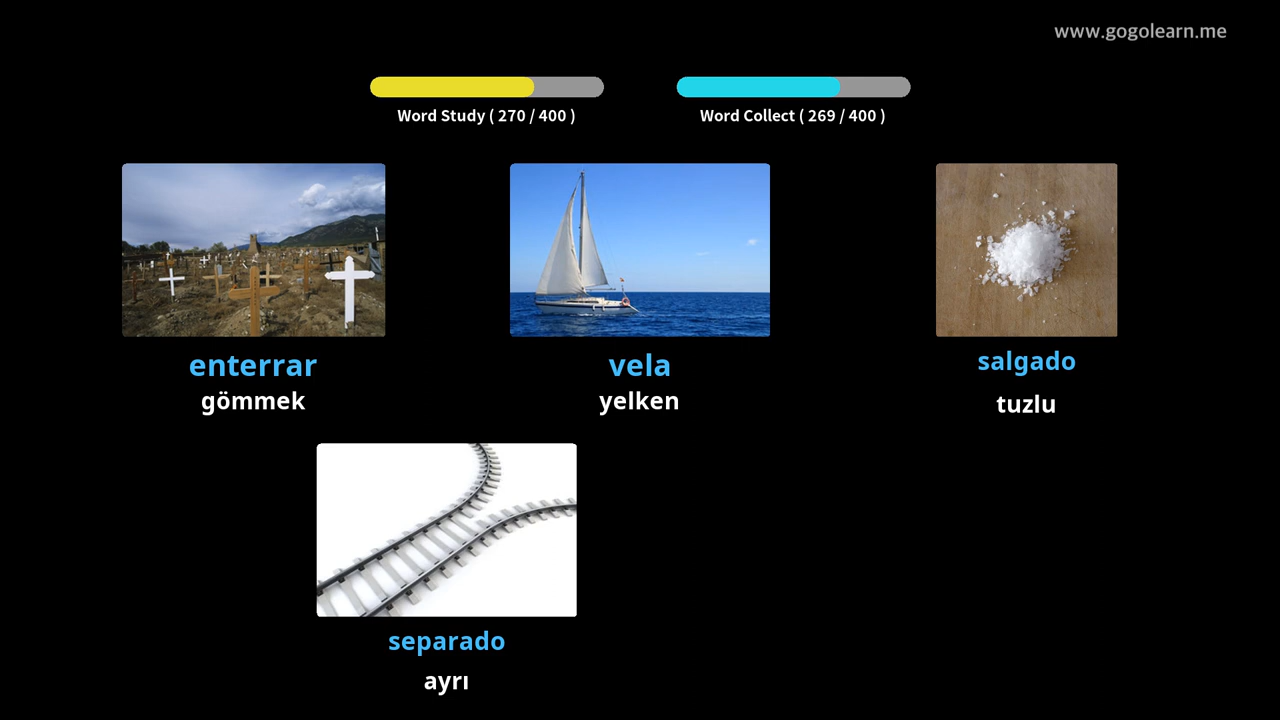 www.gogolearn.me
Word Study ( 270 / 400 )
Word Collect ( 269 / 400 )
enterrar
gömmek
vela
yelken
salgado
tuzlu
separado
ayrı